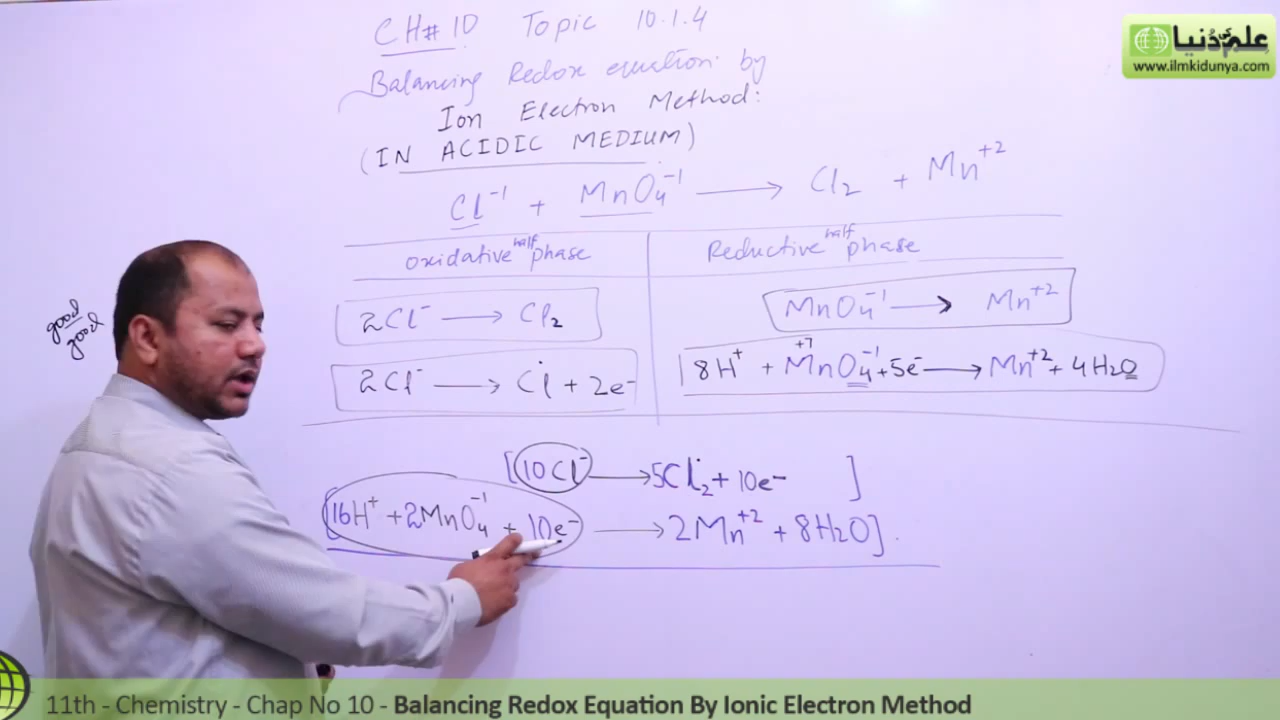 CH#10 Topic 10.1.4
علم کی دنیا
www.ilmkidunya.com
Balancing Redox equation by
Ion Electron Method:
(IN ACIDIC MEDIUM)
Cl⁻¹ + MnO₄⁻¹ ⟶ Cl₂ + Mn⁺²
oxidative half phase
Reductive half phase
2Cl⁻ ⟶ Cl₂
MnO₄⁻¹ ⟶ Mn⁺²
good
good
2Cl⁻ ⟶ Cl + 2e⁻
+7
8H⁺ + MnO₄⁻¹ + 5e⁻ ⟶ Mn⁺² + 4H₂O
[10Cl⁻ ⟶ 5Cl₂ + 10e⁻ ]
[16H⁺ + 2MnO₄⁻¹ + 10e⁻ ⟶ 2Mn⁺² + 8H₂O]
11th - Chemistry - Chap No 10 - Balancing Redox Equation By Ionic Electron Method